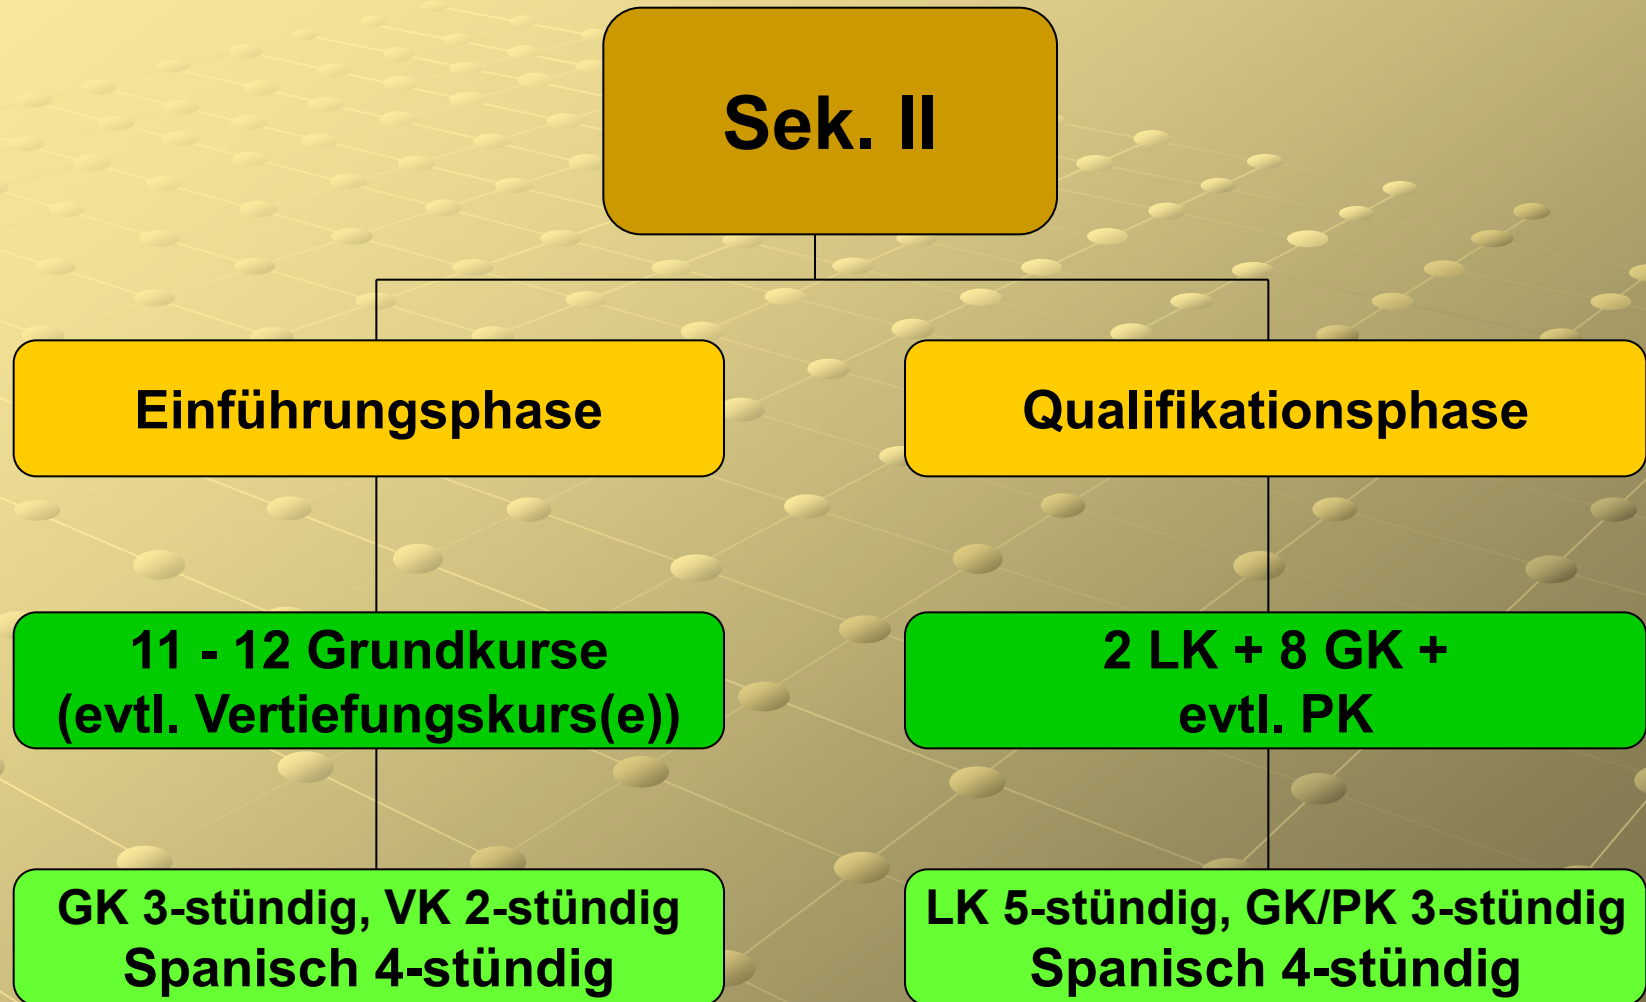 Sek. II
Einführungsphase
Qualifikationsphase
11 - 12 Grundkurse
(evtl. Vertiefungskurs(e))
2 LK + 8 GK +
evtl. PK
GK 3-stündig, VK 2-stündig
Spanisch 4-stündig
LK 5-stündig, GK/PK 3-stündig
Spanisch 4-stündig